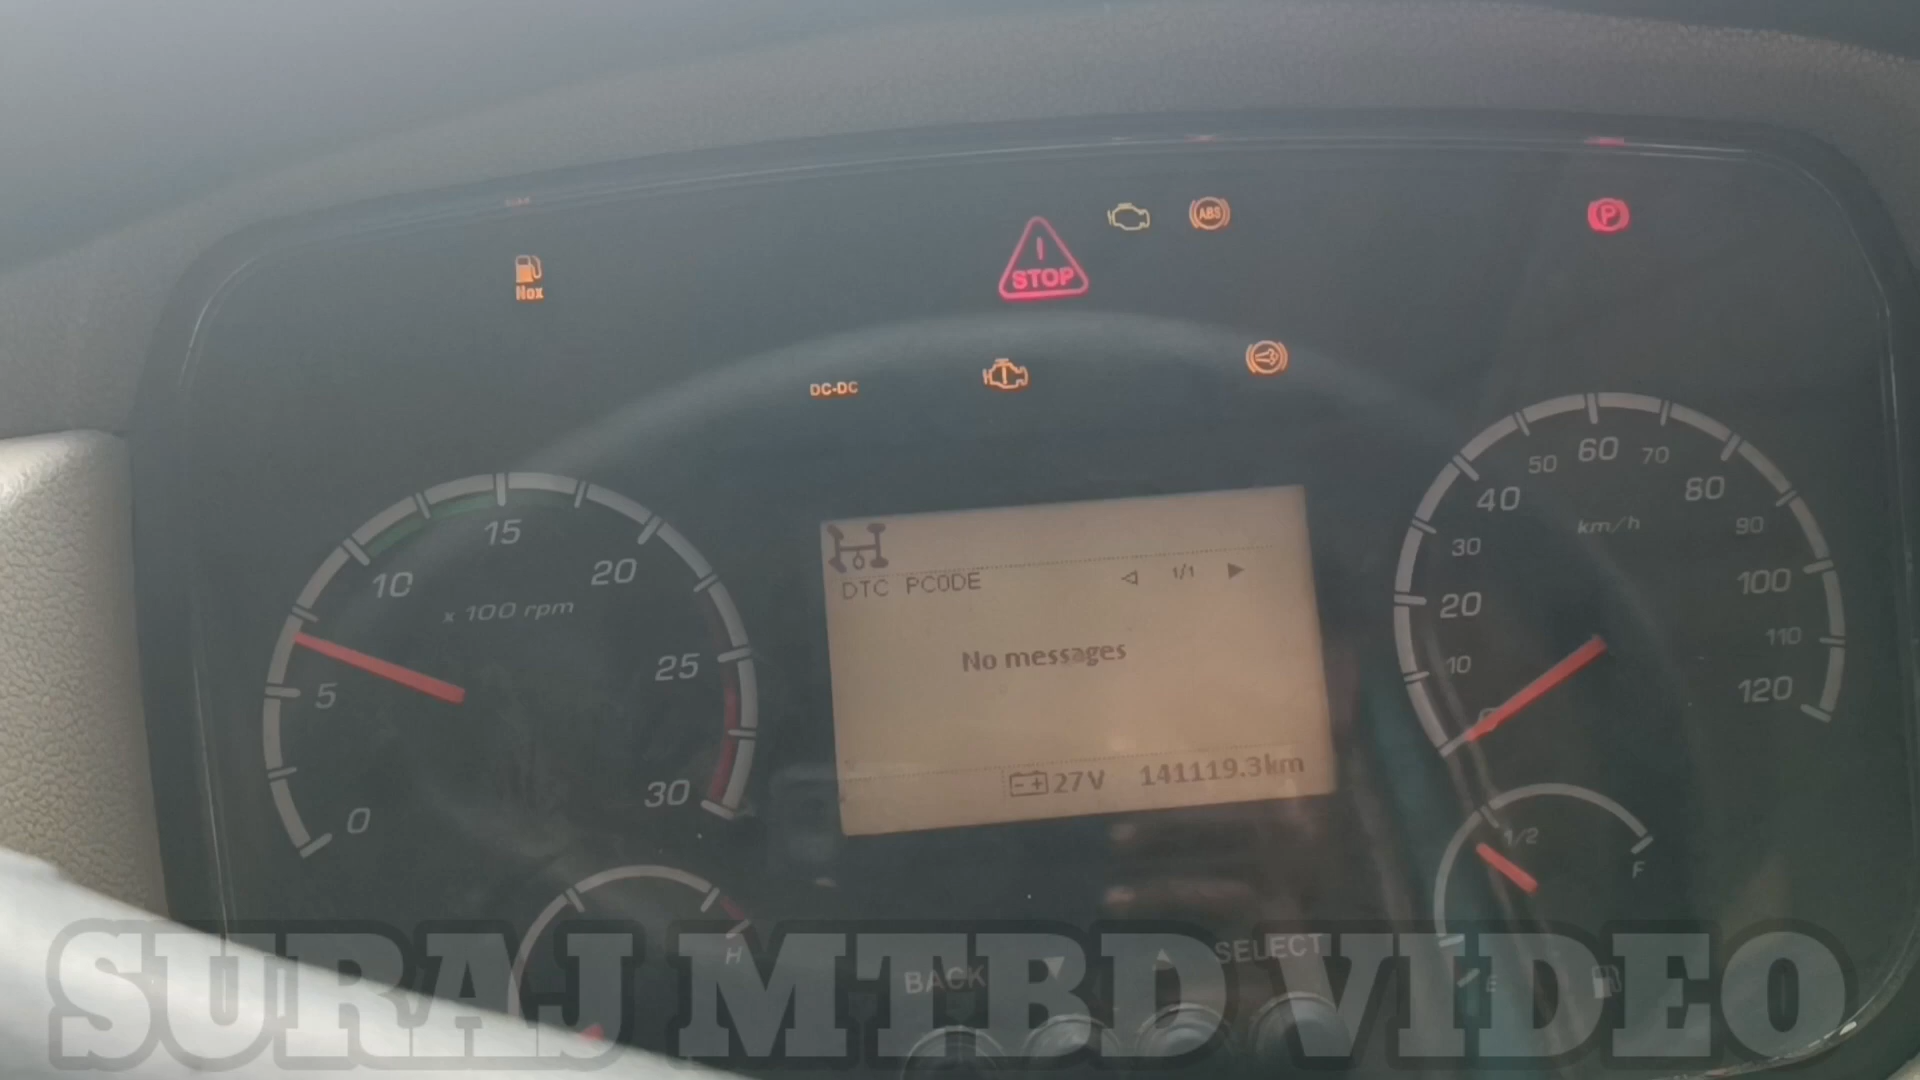 ABS
P
STOP
Nox
DC-DC
0
5
10
15
20
25
30
x 100 rpm
DTC PCODE
1/1
No messages
27V 141119.3km
10
20
30
40
50
60
70
80
90
100
110
120
km/h
1/2
F
E
H
BACK
SELECT
SURAJ MTBD VIDEO